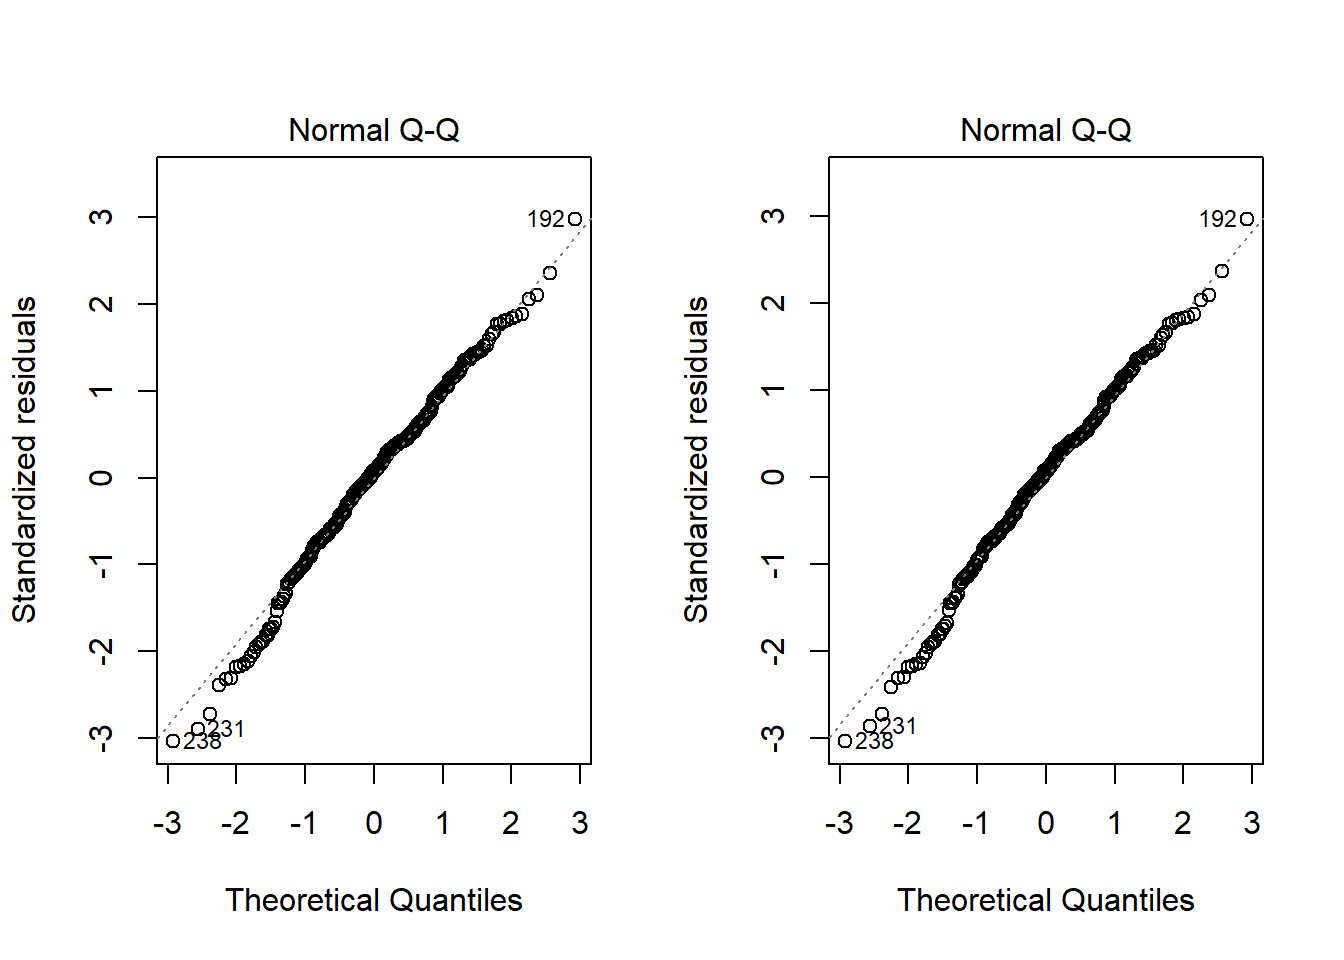 Normal Q-Q
Standardized residuals
3
2
1
0
-1
-2
-3
192
231
238
-3 -2 -1 0 1 2 3
Theoretical Quantiles
Normal Q-Q
Standardized residuals
3
2
1
0
-1
-2
-3
192
231
238
-3 -2 -1 0 1 2 3
Theoretical Quantiles